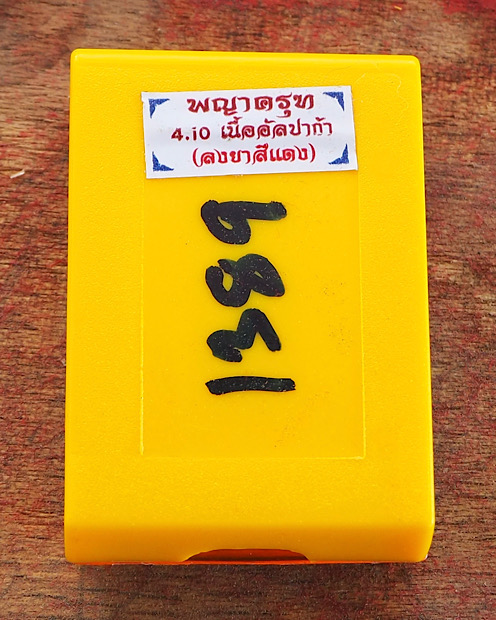 พญาครุฑ
4.10 เนื้ออัลปาก้า
(ลงยาสีแดง)
1389